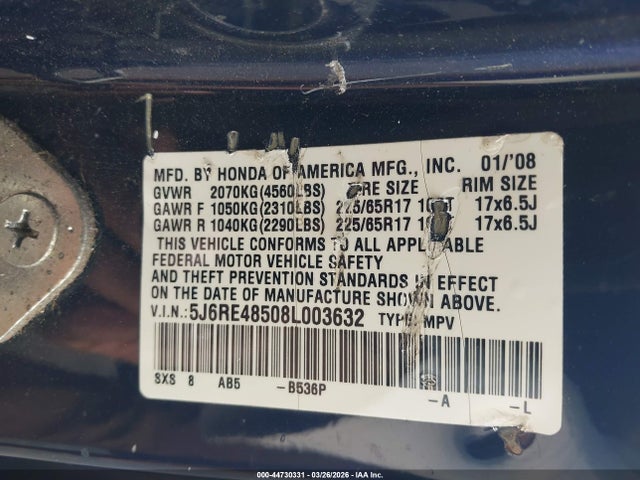 MFD. BY HONDA OF AMERICA MFG., INC. 01/'08
GVWR 2070KG(4560LBS) SIZE RIM SIZE
GAWR F 1050KG(2310LBS) 225/65R17 17x6.5J
GAWR R 1040KG(2290LBS) 225/65R17 17x6.5J
THIS VEHICLE CONFORMS TO ALL APPLICABLE
FEDERAL MOTOR VEHICLE SAFETY
AND THEFT PREVENTION STANDARDS IN EFFECT
ON THE DATE OF MANUFACTURE SHOWN ABOVE.
V.I.N.:5J6RE48508L003632 TYPE: MPV
SXS 8 AB5 -B536P -A -L
000-44730331 | 03/26/2026 - IAA Inc.